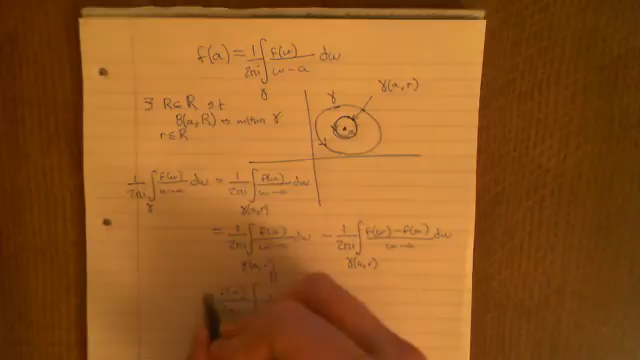 f(a) = 1/2πi ∫_γ f(w)/(w-a) dw
∃ R∈ℝ s.t
B(a,R) is within γ
r≤R
γ
γ(a,r)
1/2πi ∫_γ f(w)/(w-a) dw = 1/2πi ∫_γ(a,r) f(w)/(w-a) dw
= 1/2πi ∫_γ(a,r) f(w)/(w-a) dw - 1/2πi ∫_γ(a,r) (f(w)-f(a))/(w-a) dw
f(a) ∫